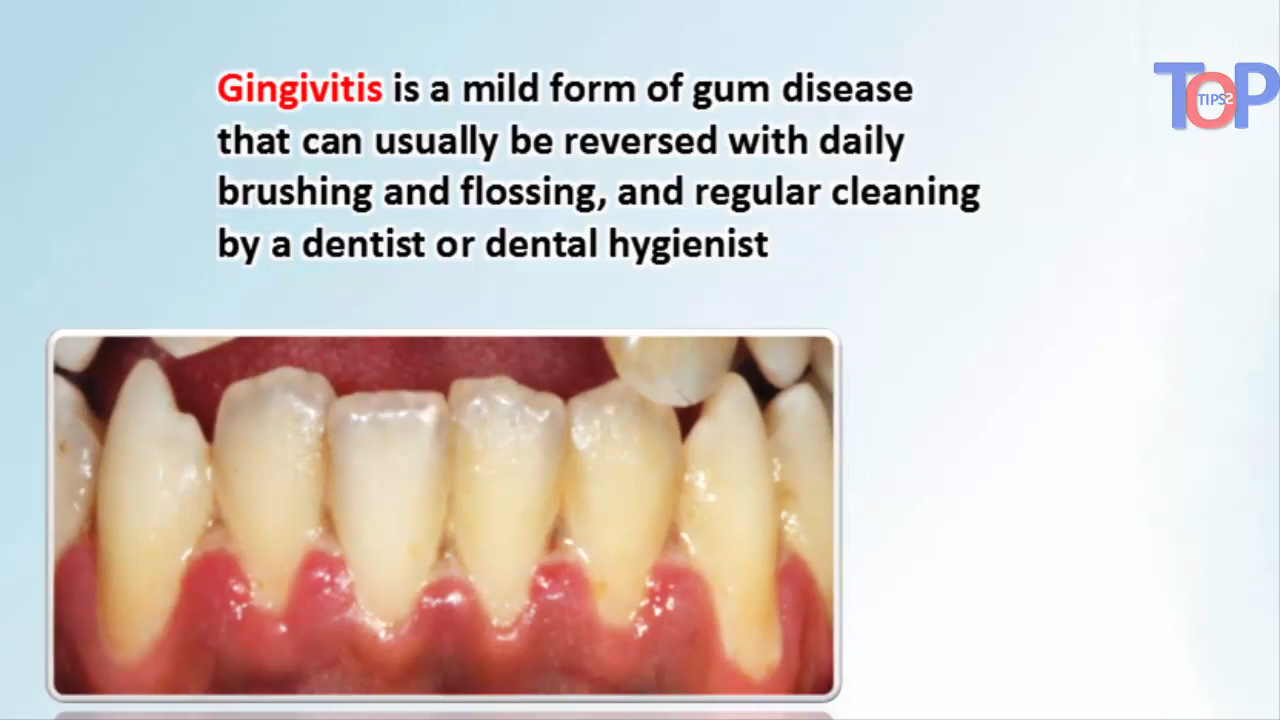 Gingivitis is a mild form of gum disease
that can usually be reversed with daily
brushing and flossing, and regular cleaning
by a dentist or dental hygienist
TOP
TIPS2